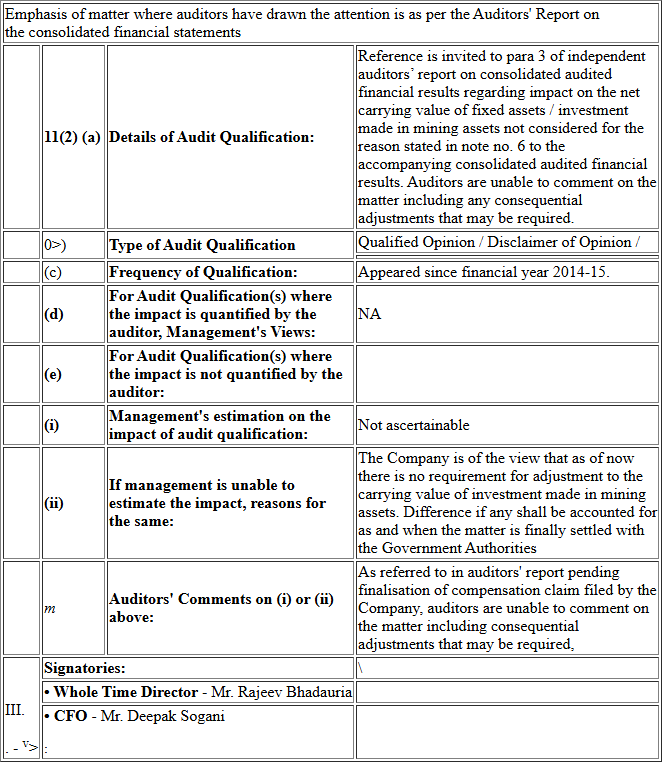 Emphasis of matter where auditors have drawn the attention is as per the Auditors' Report on
the consolidated financial statements
Reference is invited to para 3 of independent
auditors' report on consolidated audited
financial results regarding impact on the net
carrying value of fixed assets / investment
11(2) (a) Details of Audit Qualification: made in mining assets not considered for the
reason stated in note no. 6 to the
accompanying consolidated audited financial
results. Auditors are unable to comment on the
matter including any consequential
adjustments that may be required.
0>) Type of Audit Qualification Qualified Opinion / Disclaimer of Opinion /
(c) Frequency of Qualification: Appeared since financial year 2014-15.
For Audit Qualification(s) where
(d) the impact is quantified by the NA
auditor, Management's Views:
For Audit Qualification(s) where
(e) the impact is not quantified by the
auditor:
(i) Management's estimation on the
impact of audit qualification: Not ascertainable
The Company is of the view that as of now
there is no requirement for adjustment to the
If management is unable to carrying value of investment made in mining
(ii) estimate the impact, reasons for assets. Difference if any shall be accounted for
the same: as and when the matter is finally settled with
the Government Authorities
As referred to in auditors' report pending
finalisation of compensation claim filed by the
m Auditors' Comments on (i) or (ii) Company, auditors are unable to comment on
above: the matter including consequential
adjustments that may be required,
Signatories: \
• Whole Time Director - Mr. Rajeev Bhadauria
III. • CFO - Mr. Deepak Sogani
. - v> :